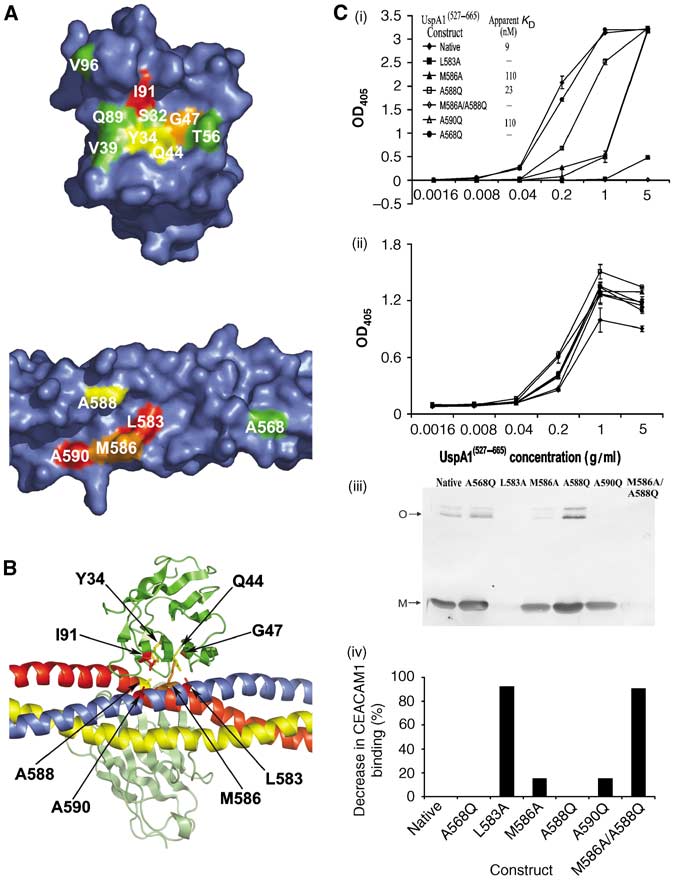 A
V96
I91
Q89
S32
G47
V39
Y34
T56
Q44
A588
L583
A568
M586
A590
B
Y34
Q44
I91
G47
A588
L583
A590
M586
C
(i)
UspA1(527–665) Apparent KD
Construct (nM)
Native 9
L583A –
M586A 110
A588Q 23
M586A/A588Q –
A590Q 110
A568Q –
OD405
3.5
3
2.5
2
1.5
1
0.5
0
–0.5
0.0016 0.008 0.04 0.2 1 5
(ii)
OD405
1.8
1.2
0.6
0
0.0016 0.008 0.04 0.2 1 5
UspA1(527–665) concentration (g/ml)
(iii)
Native A568Q L583A M586A A588Q A590Q M586A/
A588Q
O
M
(iv)
Decrease in CEACAM1
binding (%)
100
80
60
40
20
0
Native
A568Q
L583A
M586A
A588Q
A590Q
M586A/A588Q
Construct